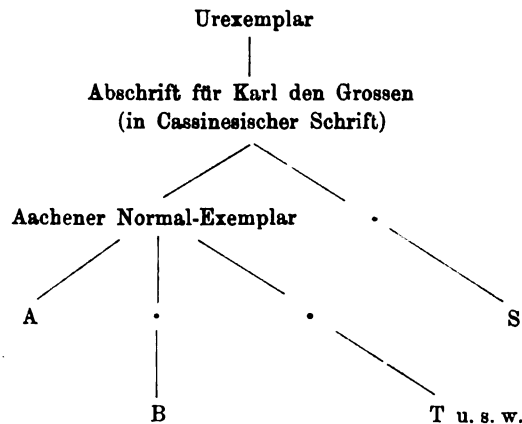 Urexemplar
Abschrift für Karl den Grossen
(in Cassinesischer Schrift)
Aachener Normal-Exemplar
A
S
B
T u. s. w.